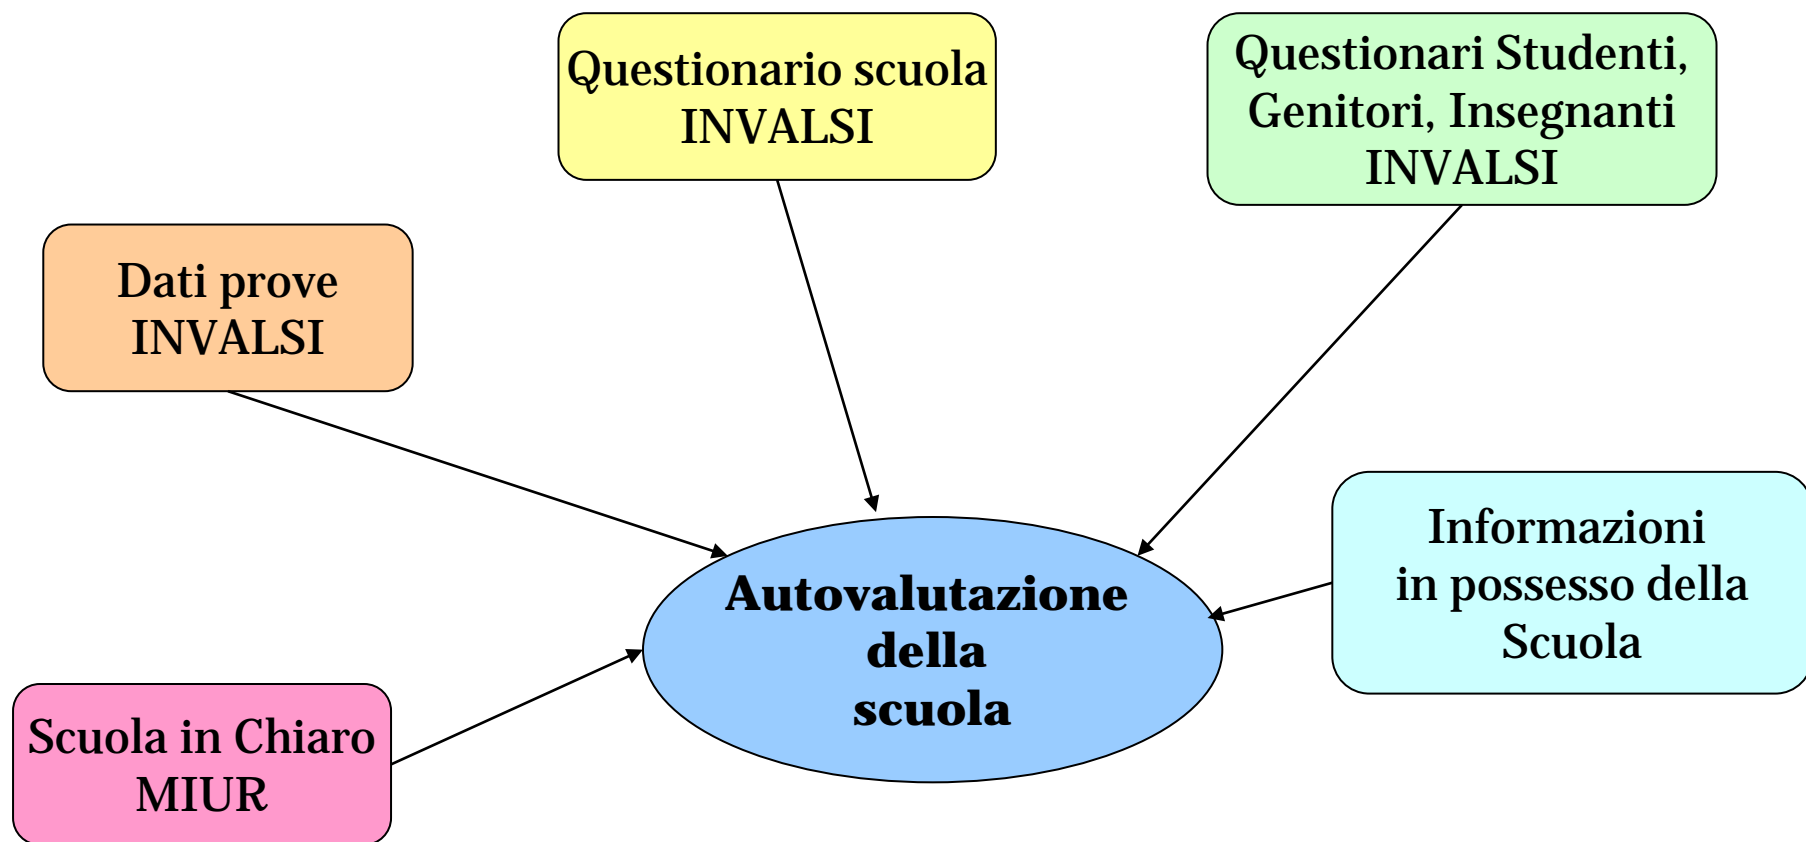 Questionario scuola
INVALSI
Questionari Studenti,
Genitori, Insegnanti
INVALSI
Dati prove
INVALSI
Informazioni
in possesso della
Scuola
Autovalutazione
della
scuola
Scuola in Chiaro
MIUR